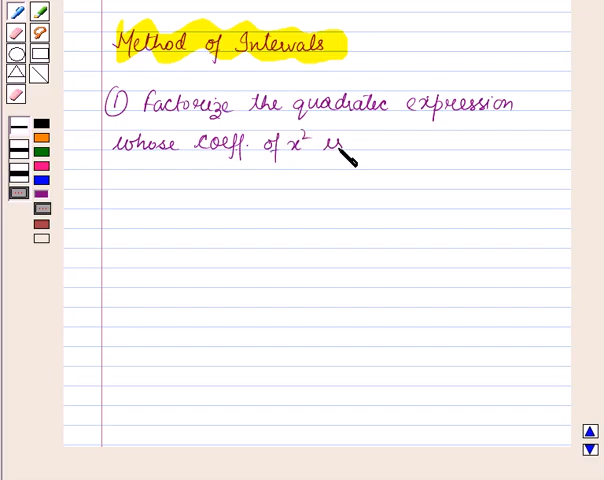 Method of Intervals
① Factorize the quadratic expression
whose coeff. of x² is